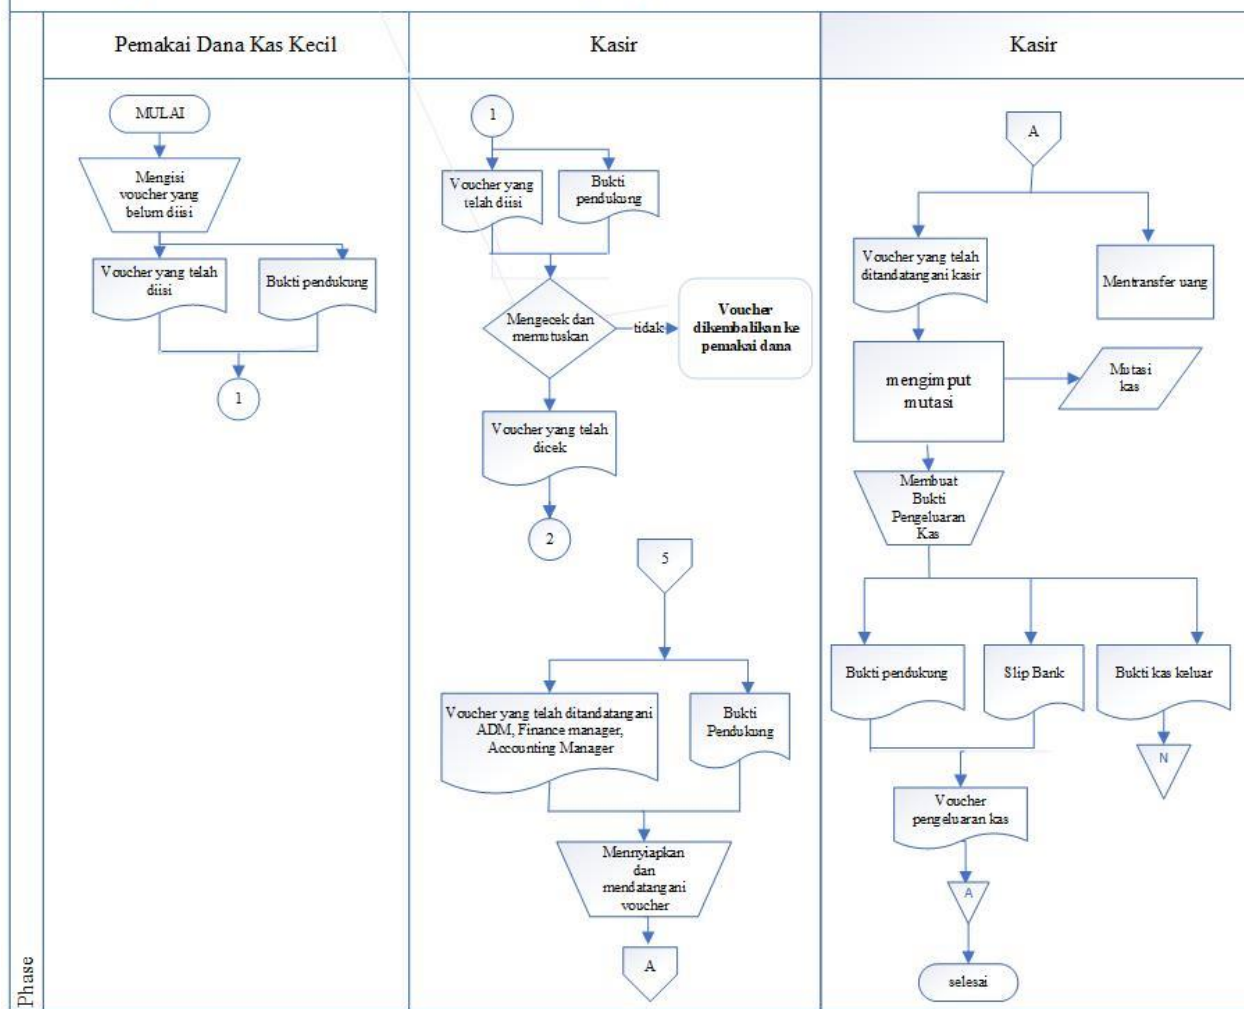 Pemakai Dana Kas Kecil
Kasir
Kasir
Phase
MULAI
Mengisi
voucher yang
belum diisi
Voucher yang telah
diisi
Bukti pendukung
1
1
Voucher yang
telah diisi
Bukti
pendukung
Mengecek dan
memutuskan
tidak
Voucher
dikembalikan ke
pemakai dana
Voucher yang telah
dicek
2
5
Voucher yang telah ditandatangani
ADM, Finance manager,
Accounting Manager
Bukti
Pendukung
Mennyiapkan
dan
mendatangani
voucher
A
A
Voucher yang telah
ditandatangani kasir
Mentransfer uang
mengimput
mutasi
Mutasi
kas
Membuat
Bukti
Pengeluaran
Kas
Bukti pendukung
Slip Bank
Bukti kas keluar
N
Voucher
pengeluaran kas
A
selesai